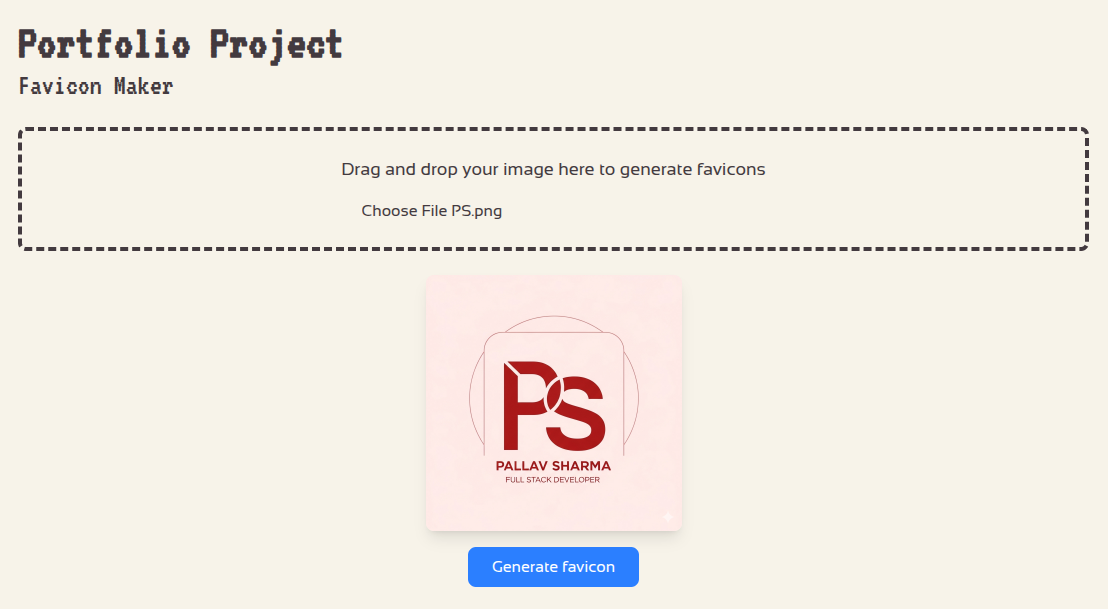 Portfolio Project
Favicon Maker
Drag and drop your image here to generate favicons
Choose File PS.png
PS
PALLAV SHARMA
FULL STACK DEVELOPER
Generate favicon